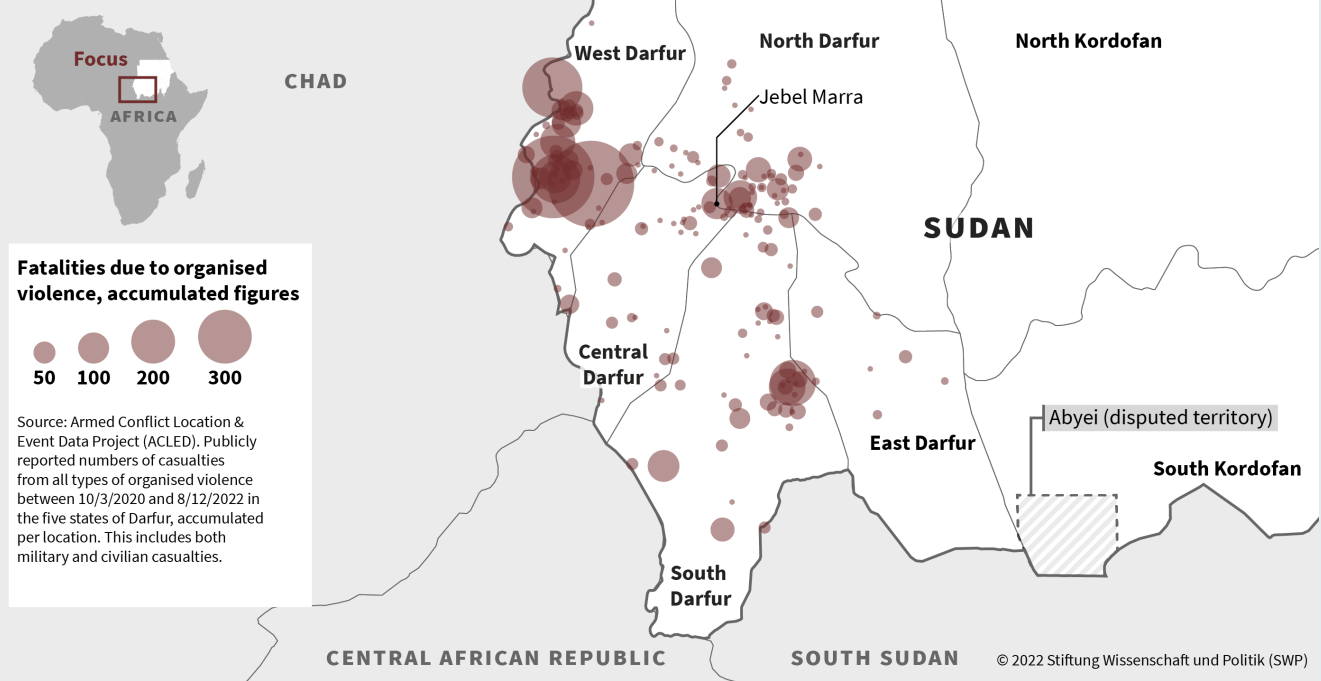 Focus
AFRICA
CHAD
West Darfur
North Darfur
North Kordofan
Jebel Marra
SUDAN
Fatalities due to organised
violence, accumulated figures
50 100 200 300
Source: Armed Conflict Location &
Event Data Project (ACLED). Publicly
reported numbers of casualties
from all types of organised violence
between 10/3/2020 and 8/12/2022 in
the five states of Darfur, accumulated
per location. This includes both
military and civilian casualties.
Central
Darfur
East Darfur
Abyei (disputed territory)
South Kordofan
South
Darfur
CENTRAL AFRICAN REPUBLIC
SOUTH SUDAN
© 2022 Stiftung Wissenschaft und Politik (SWP)